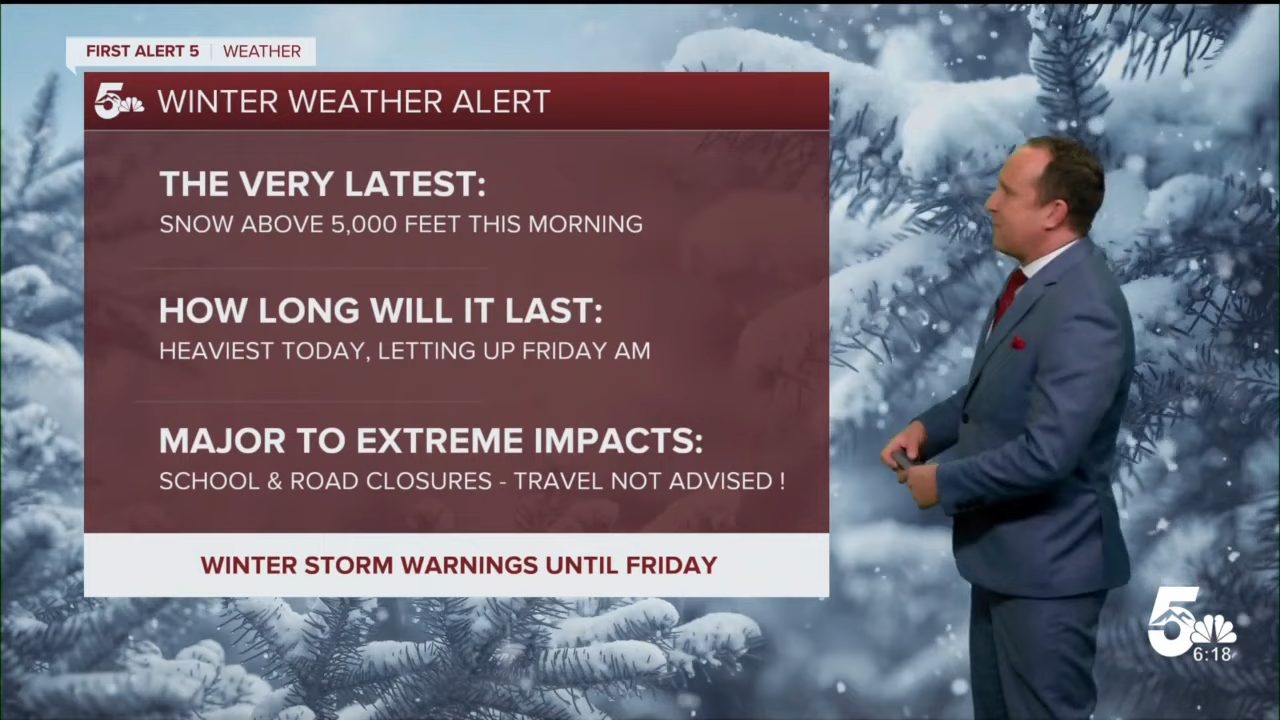 FIRST ALERT 5 | WEATHER
5 WINTER WEATHER ALERT
THE VERY LATEST:
SNOW ABOVE 5,000 FEET THIS MORNING
HOW LONG WILL IT LAST:
HEAVIEST TODAY, LETTING UP FRIDAY AM
MAJOR TO EXTREME IMPACTS:
SCHOOL & ROAD CLOSURES - TRAVEL NOT ADVISED !
WINTER STORM WARNINGS UNTIL FRIDAY
5
6:18